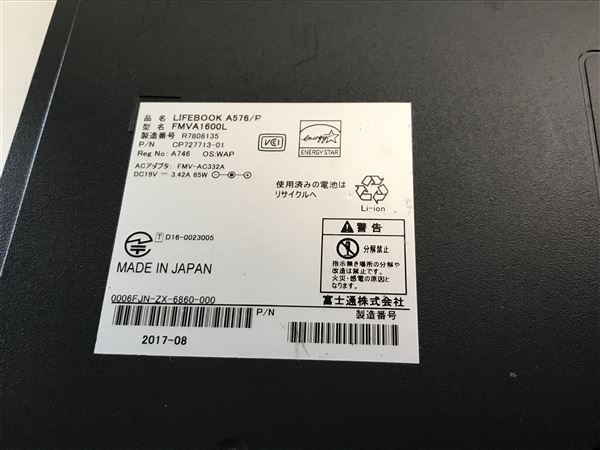 品 名 LIFEBOOK A576/P
型 名 FMVA1600L
製造番号 R7808135
P/N CP727713-01
Reg No: A746 OS:WAP
VCI
energy
ENERGY STAR
ACアダプタ: FMV-AC332A
DC19V 3.42A 65W
使用済みの電池は
リサイクルへ
Li-ion
T D16-0023005
MADE IN JAPAN
警告
分解禁止
指示無き場所の分解や
改造は禁止です。
火災・感電の原因と
なります。
0006FJN-ZX-6860-000
富士通株式会社
P/N
製造番号
2017-08